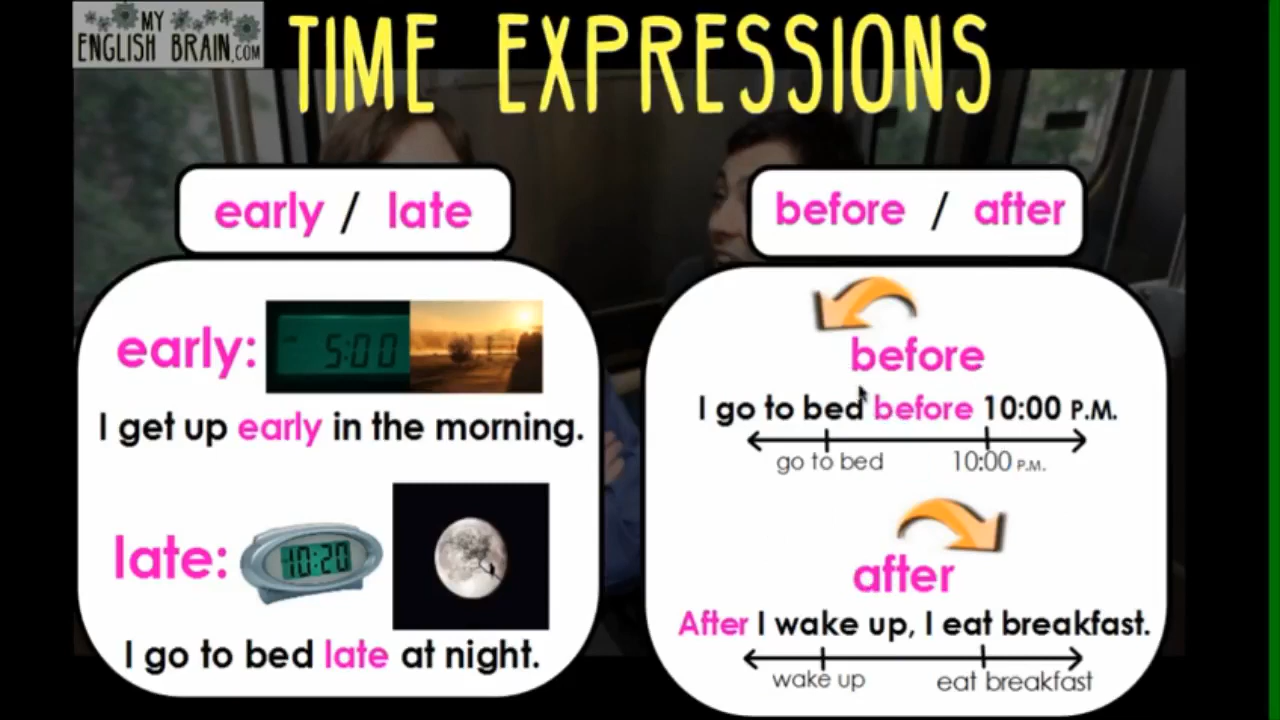 MY
ENGLISH BRAIN.COM
TIME EXPRESSIONS
early / late
early:
5:00
I get up early in the morning.
late:
10:20
I go to bed late at night.
before / after
before
I go to bed before 10:00 P.M.
go to bed
10:00 P.M.
after
After I wake up, I eat breakfast.
wake up
eat breakfast